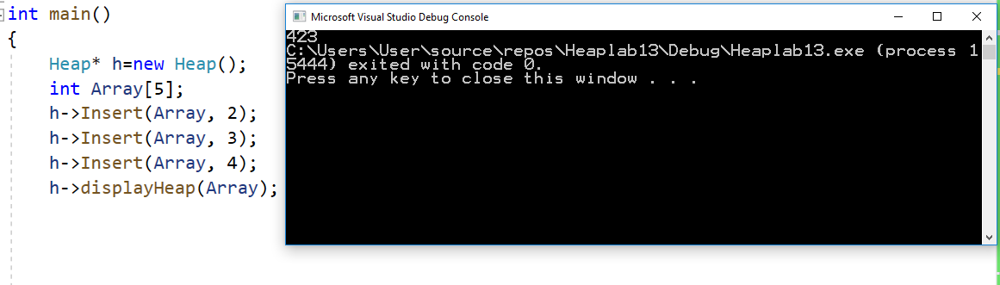 int main()
{
Heap* h=new Heap();
int Array[5];
h->Insert(Array, 2);
h->Insert(Array, 3);
h->Insert(Array, 4);
h->displayHeap(Array);
Microsoft Visual Studio Debug Console
423
C:\Users\User\source\repos\Heaplab13\Debug\Heaplab13.exe (process 1
5444) exited with code 0.
Press any key to close this window . . .